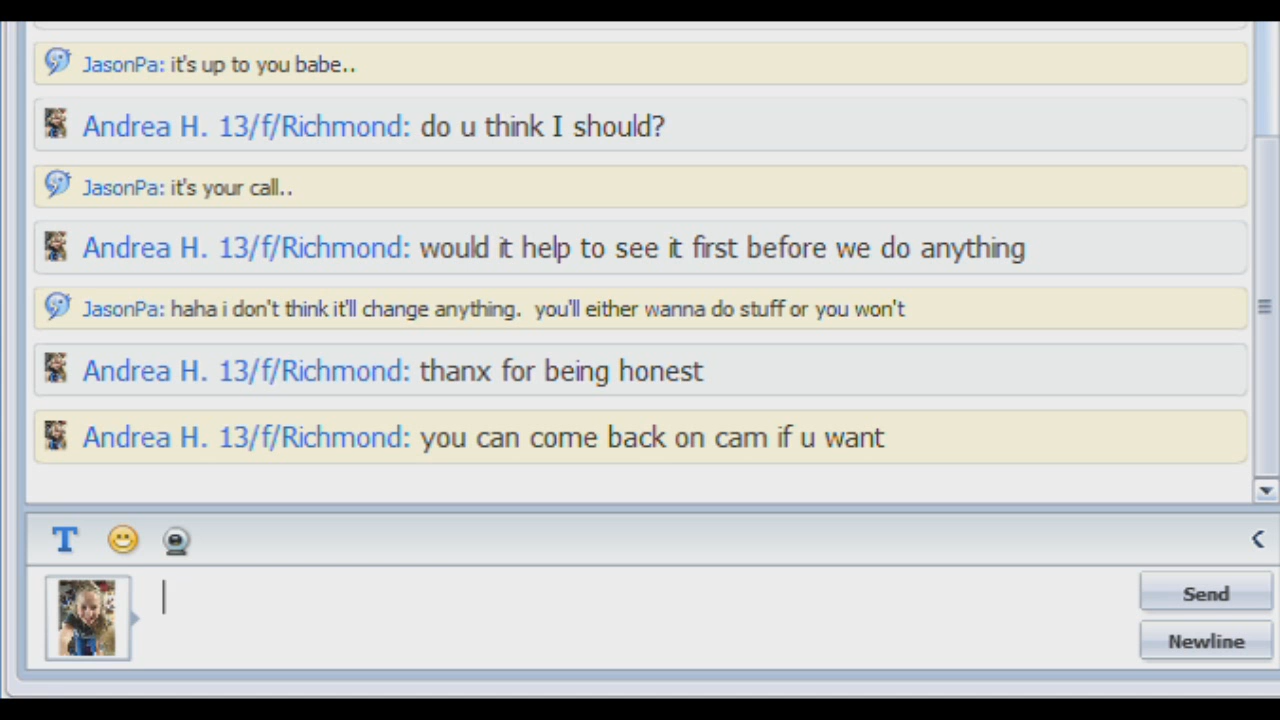 JasonPa: it's up to you babe..
Andrea H. 13/f/Richmond: do u think I should?
JasonPa: it's your call..
Andrea H. 13/f/Richmond: would it help to see it first before we do anything
JasonPa: haha i don't think it'll change anything. you'll either wanna do stuff or you won't
Andrea H. 13/f/Richmond: thanx for being honest
Andrea H. 13/f/Richmond: you can come back on cam if u want
T
Send
Newline